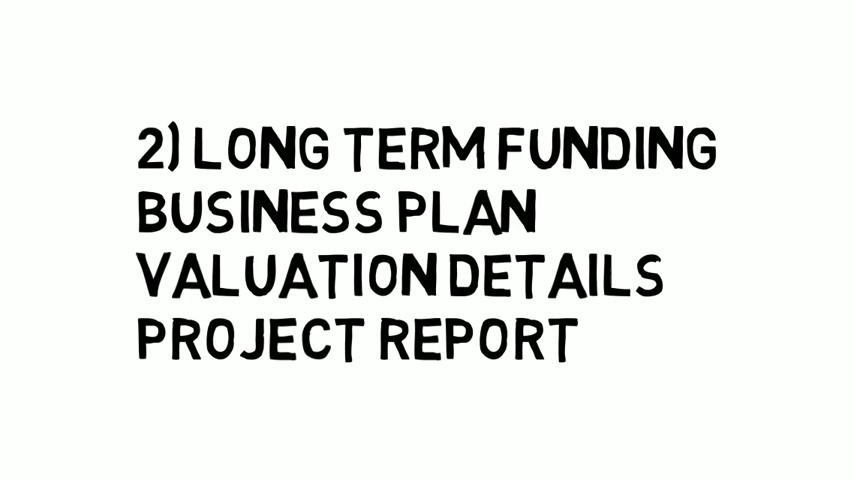 2) LONG TERM FUNDING
BUSINESS PLAN
VALUATION DETAILS
PROJECT REPORT